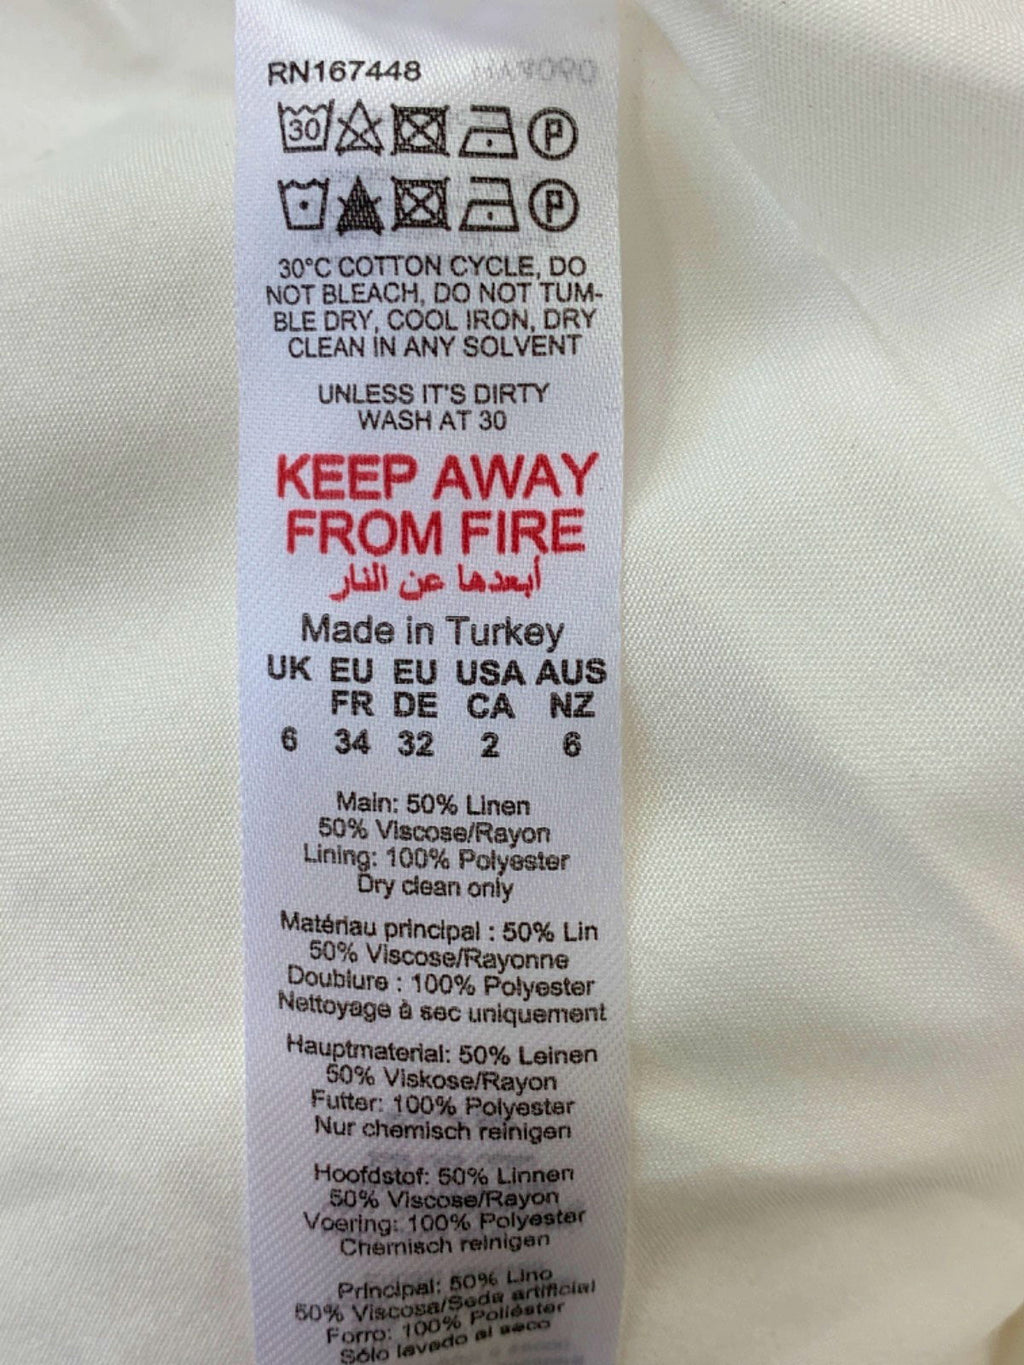 RN167448
30
P
P
30°C COTTON CYCLE, DO
NOT BLEACH, DO NOT TUM-
BLE DRY, COOL IRON, DRY
CLEAN IN ANY SOLVENT
UNLESS IT'S DIRTY
WASH AT 30
KEEP AWAY
FROM FIRE
أبعدها عن النار
Made in Turkey
UK EU EU USA AUS
FR DE CA NZ
6 34 32 2 6
Main: 50% Linen
50% Viscose/Rayon
Lining: 100% Polyester
Dry clean only
Matériau principal : 50% Lin
50% Viscose/Rayonne
Doublure : 100% Polyester
Nettoyage à sec uniquement
Hauptmaterial: 50% Leinen
50% Viskose/Rayon
Futter: 100% Polyester
Nur chemisch reinigen
Hoofdstof: 50% Linnen
50% Viscose/Rayon
Voering: 100% Polyester
Chemisch reinigen
Principal: 50% Lino
50% Viscosa/Seda artificial
Forro: 100% Poliéster
Sólo lavado al seco